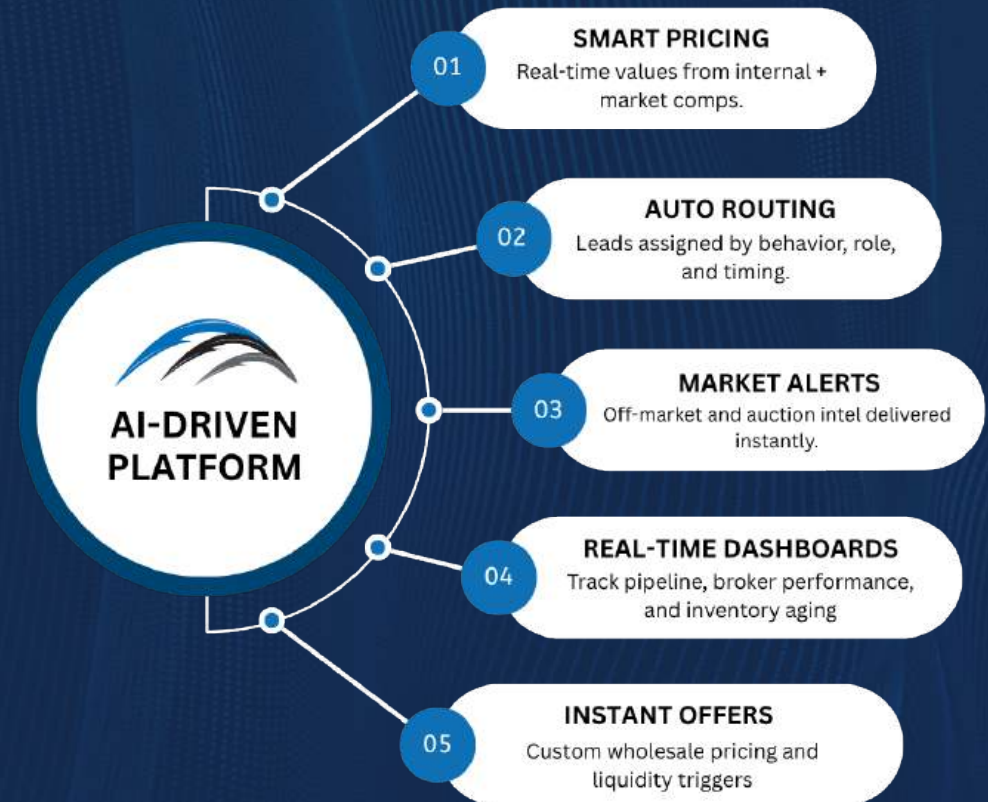 01
SMART PRICING
Real-time values from internal +
market comps.
02
AUTO ROUTING
Leads assigned by behavior, role,
and timing.
AI-DRIVEN
PLATFORM
03
MARKET ALERTS
Off-market and auction intel delivered
instantly.
04
REAL-TIME DASHBOARDS
Track pipeline, broker performance,
and inventory aging
05
INSTANT OFFERS
Custom wholesale pricing and
liquidity triggers